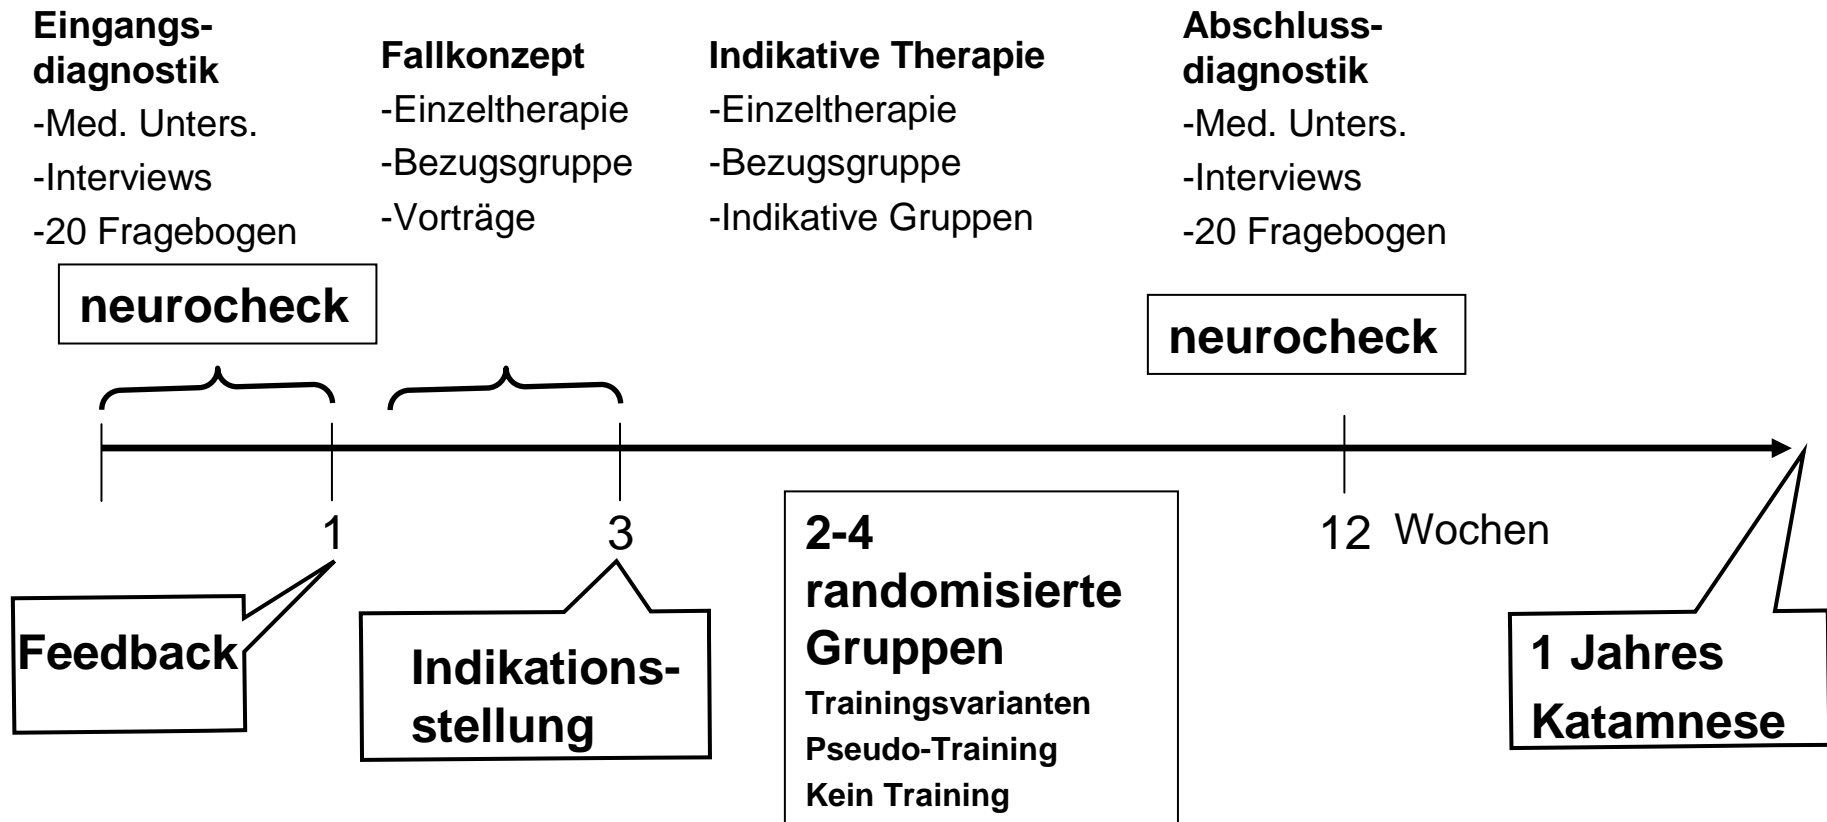 Eingangs-
diagnostik
-Med. Unters.
-Interviews
-20 Fragebogen
Fallkonzept
-Einzeltherapie
-Bezugsgruppe
-Vorträge
Indikative Therapie
-Einzeltherapie
-Bezugsgruppe
-Indikative Gruppen
Abschluss-
diagnostik
-Med. Unters.
-Interviews
-20 Fragebogen
neurocheck
neurocheck
1
3
12 Wochen
Feedback
Indikations-
stellung
2-4
randomisierte
Gruppen
Trainingsvarianten
Pseudo-Training
Kein Training
1 Jahres
Katamnese